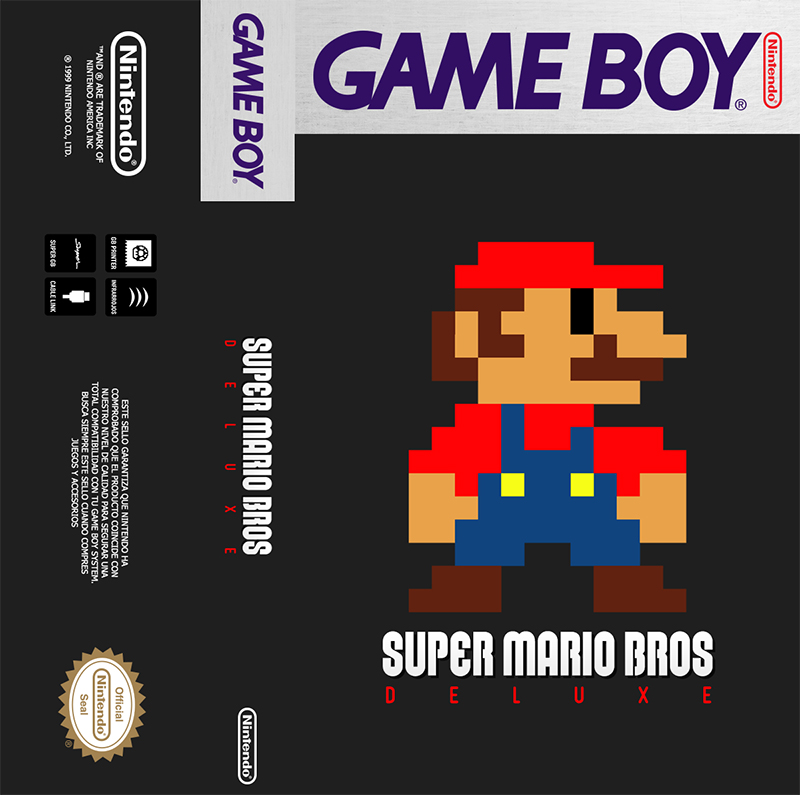 Nintendo®
™AND ® ARE TRADEMARK OF
NINTENDO AMERICA INC
® 1999 NINTENDO CO., LTD.
GB PRINTER
Super
SUPER GB
INFRARROJOS
CABLE LINK
ESTE SELLO GARANTIZA QUE NINTENDO HA
COMPROBADO QUE EL PRODUCTO COINCIDE CON
NUESTRO NIVEL DE CALIDAD PARA SEGURAR UNA
TOTAL COMPATIBILIDAD CON TU GAME BOY SYSTEM.
BUSCA SIEMPRE ESTE SELLO CUANDO COMPRES
JUEGOS Y ACCESORIOS
Official
Nintendo®
Seal
®
GAME BOY®
SUPER MARIO BROS
DELUXE
Nintendo®
GAME BOY®
Nintendo®
SUPER MARIO BROS
DELUXE